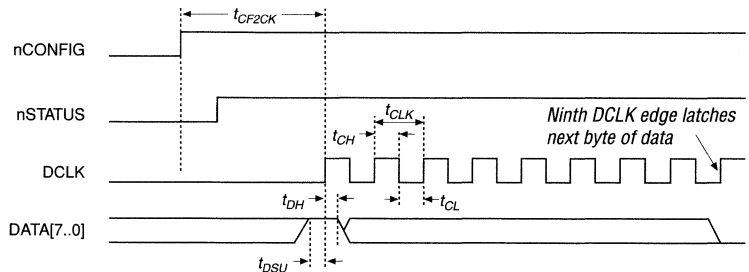 tCF2CK
nCONFIG
nSTATUS
tCLK
tCH
Ninth DCLK edge latches
next byte of data
DCLK
tDH
tCL
DATA[7..0]
tDSU